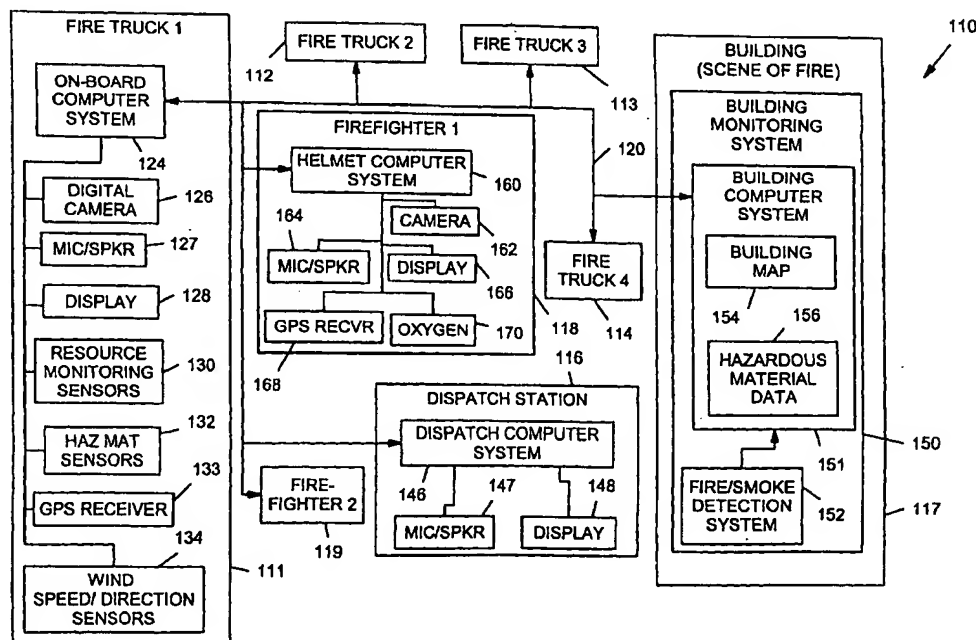 FIRE TRUCK 1
ON-BOARD
COMPUTER
SYSTEM
124
DIGITAL
CAMERA
126
MIC/SPKR
127
DISPLAY
128
RESOURCE
MONITORING
SENSORS
130
132
HAZ MAT
SENSORS
133
GPS RECEIVER
134
WIND
SPEED/ DIRECTION
SENSORS
111
FIRE TRUCK 2
112
FIRE TRUCK 3
113
110
FIREFIGHTER 1
HELMET COMPUTER
SYSTEM
160
CAMERA
162
164
MIC/SPKR
DISPLAY
166
GPS RECVR
168
OXYGEN
170
118
120
FIRE
TRUCK 4
114
116
DISPATCH STATION
DISPATCH COMPUTER
SYSTEM
146
147
148
MIC/SPKR
DISPLAY
FIRE-
FIGHTER 2
119
BUILDING
(SCENE OF FIRE)
BUILDING
MONITORING
SYSTEM
BUILDING
COMPUTER
SYSTEM
BUILDING
MAP
154
156
HAZARDOUS
MATERIAL
DATA
150
151
FIRE/SMOKE
DETECTION
SYSTEM
152
117